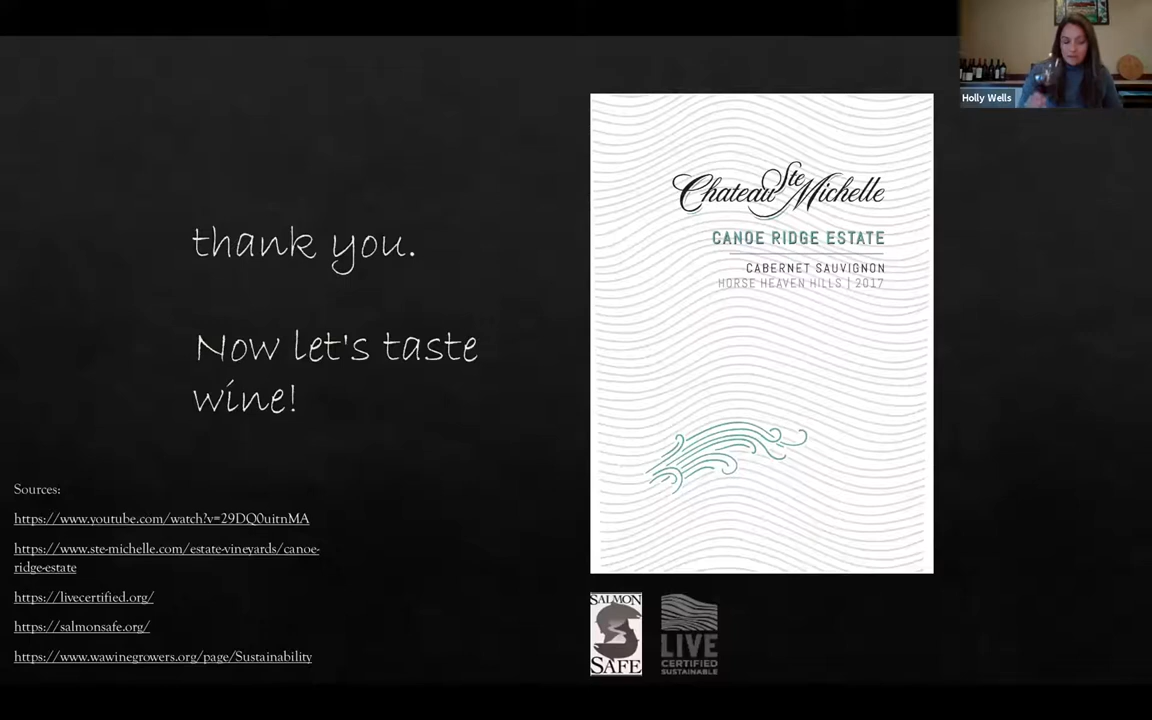 Holly Wells
thank you.
Now let's taste
wine!
Chateau Ste Michelle
CANOE RIDGE ESTATE
CABERNET SAUVIGNON
HORSE HEAVEN HILLS | 2017
Sources:
https://www.youtube.com/watch?v=29DQ0uitnMA
https://www.ste-michelle.com/estate-vineyards/canoe-
ridge-estate
https://livecertified.org/
https://salmonsafe.org/
https://www.wawinegrowers.org/page/Sustainability
SALMON
SAFE
LIVE
CERTIFIED
SUSTAINABLE